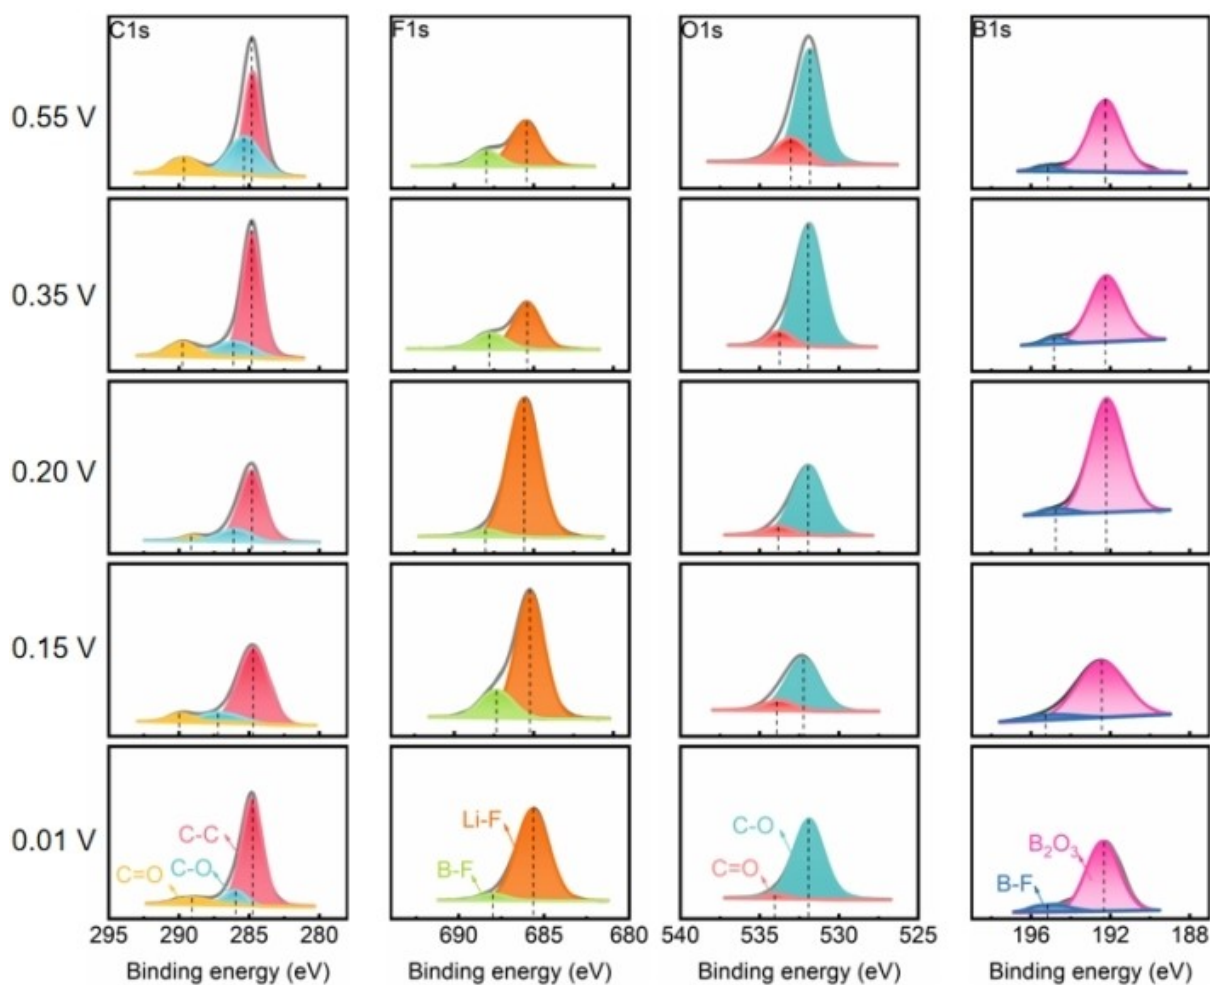 C1s
F1s
O1s
B1s
0.55 V
0.35 V
0.20 V
0.15 V
0.01 V
C-C
C-O
C=O
Li-F
B-F
C-O
C=O
B₂O₃
B-F
295 290 285 280
690 685 680
540 535 530 525
196 192 188
Binding energy (eV)
Binding energy (eV)
Binding energy (eV)
Binding energy (eV)